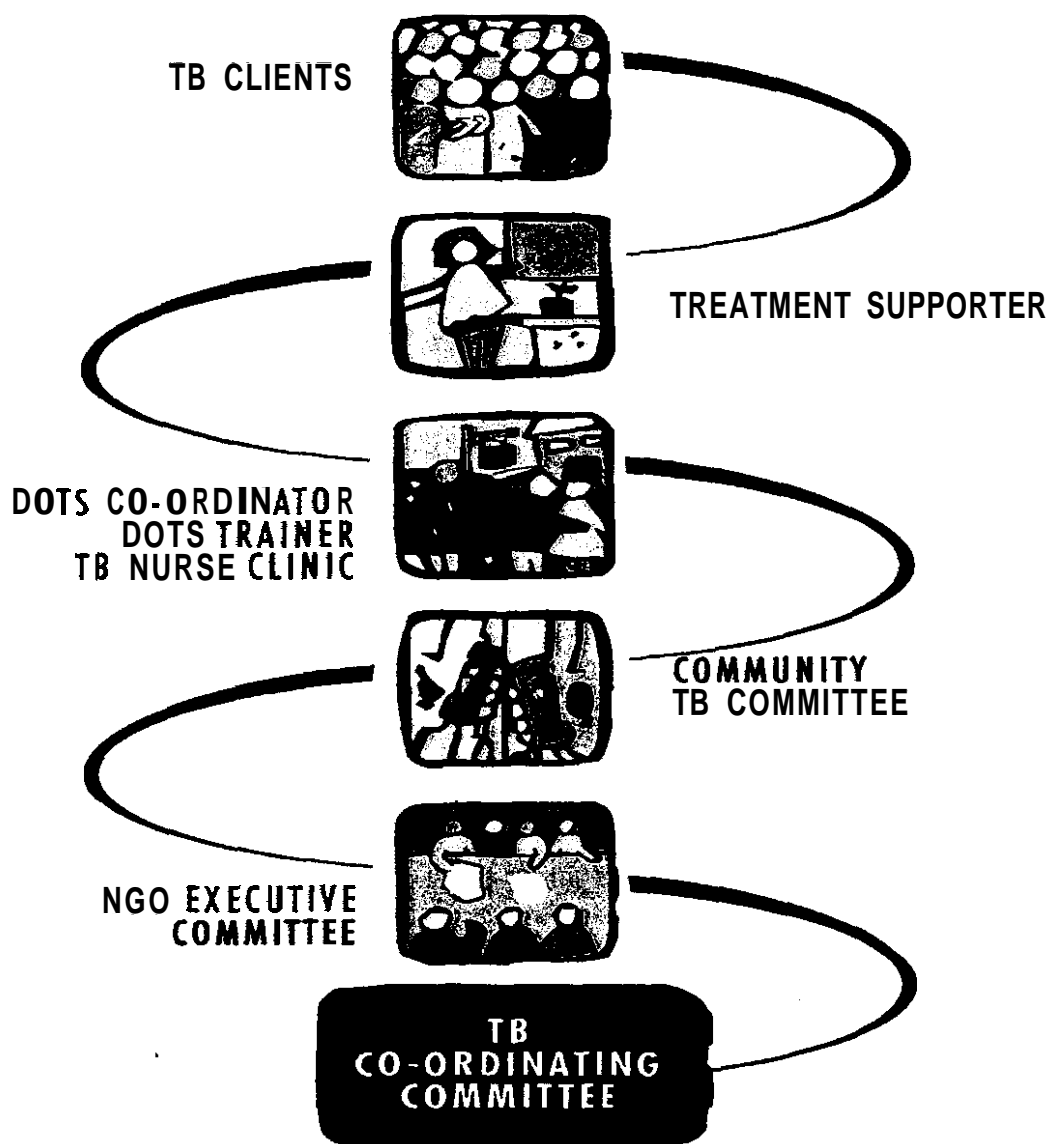 TB CLIENTS
TREATMENT SUPPORTER
DOTS CO-ORDINATOR
DOTS TRAINER
TB NURSE CLINIC
COMMUNITY
TB COMMITTEE
NGO EXECUTIVE
COMMITTEE
TB
CO-ORDINATING
COMMITTEE